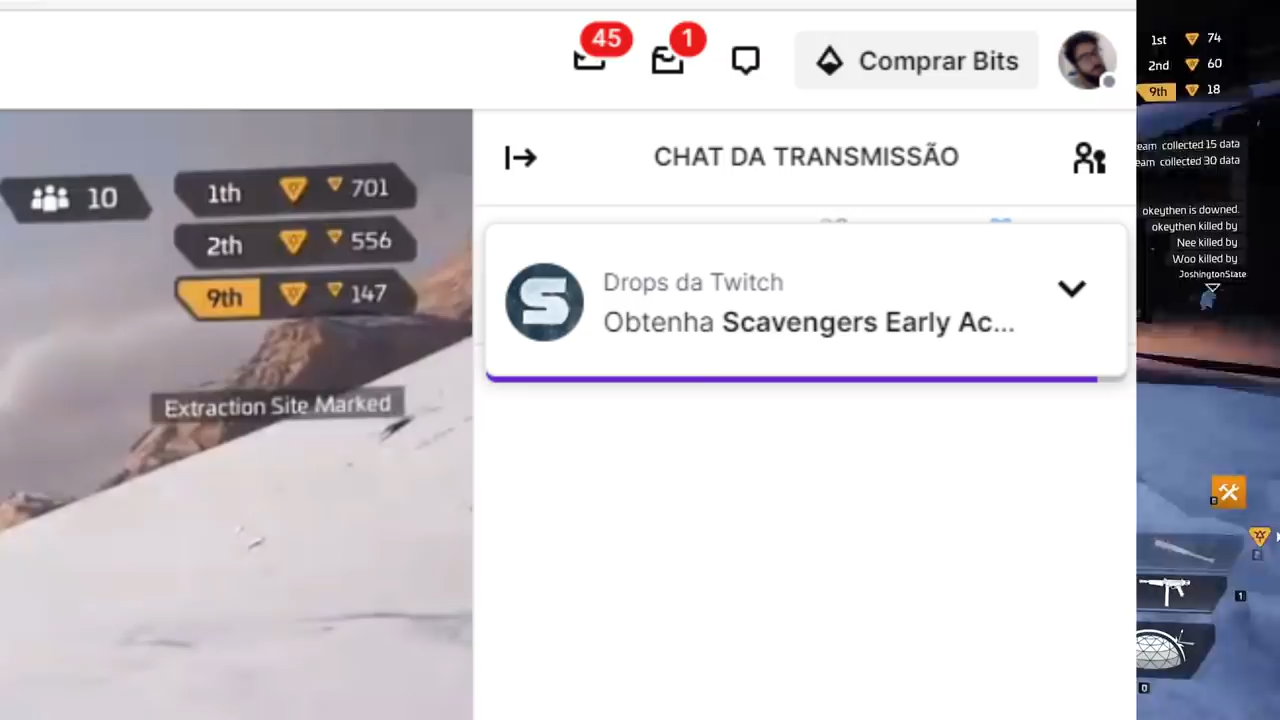 45
1
Comprar Bits
10
1th 701
2th 556
9th 147
Extraction Site Marked
CHAT DA TRANSMISSÃO
S
Drops da Twitch
Obtenha Scavengers Early Ac...
1st 74
2nd 60
9th 18
eam collected 15 data
eam collected 30 data
okeythen is downed.
okeythen killed by
Nee killed by
Woo killed by
JoshingtonState
1
0